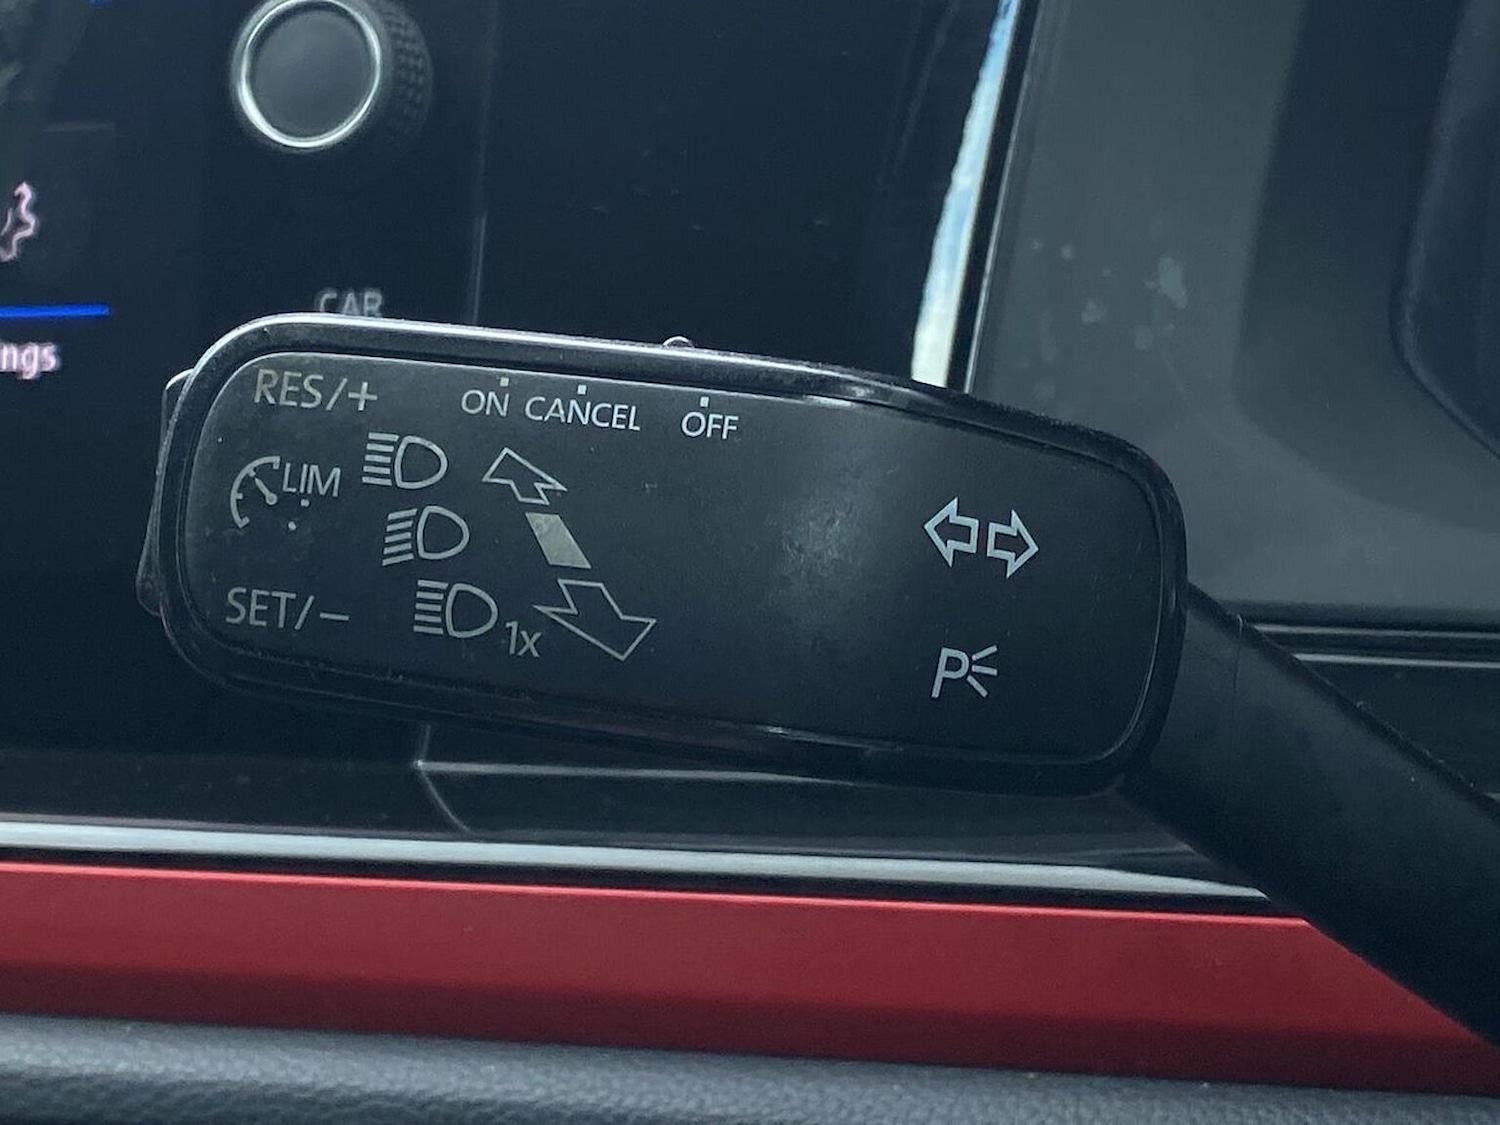 CAR
ngs
RES/+
ON CANCEL OFF
LIM
SET/−
1x
P